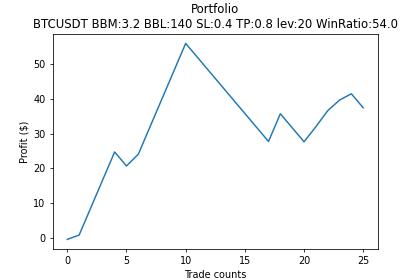 Portfolio
BTCUSDT BBM:3.2 BBL:140 SL:0.4 TP:0.8 lev:20 WinRatio:54.0
Profit ($)
50
40
30
20
10
0
0 5 10 15 20 25
Trade counts